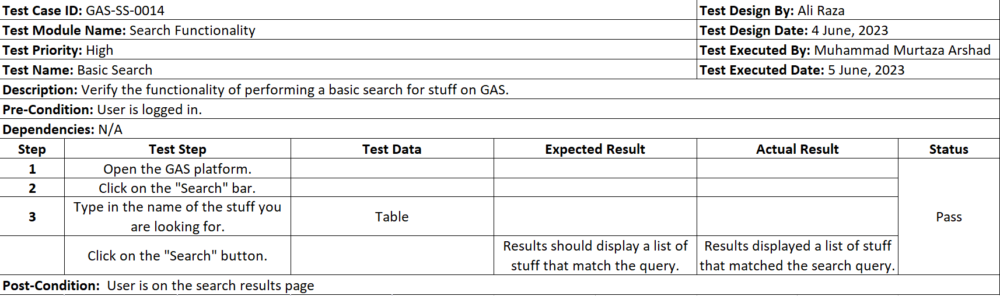 Test Case ID: GAS-SS-0014
Test Design By: Ali Raza
Test Module Name: Search Functionality
Test Design Date: 4 June, 2023
Test Priority: High
Test Executed By: Muhammad Murtaza Arshad
Test Name: Basic Search
Test Executed Date: 5 June, 2023
Description: Verify the functionality of performing a basic search for stuff on GAS.
Pre-Condition: User is logged in.
Dependencies: N/A
Step Test Step Test Data Expected Result Actual Result Status
1 Open the GAS platform.
2 Click on the "Search" bar.
3 Type in the name of the stuff you
are looking for.
Table
Pass
Click on the "Search" button.
Results should display a list of
stuff that match the query.
Results displayed a list of stuff
that matched the search query.
Post-Condition:  User is on the search results page